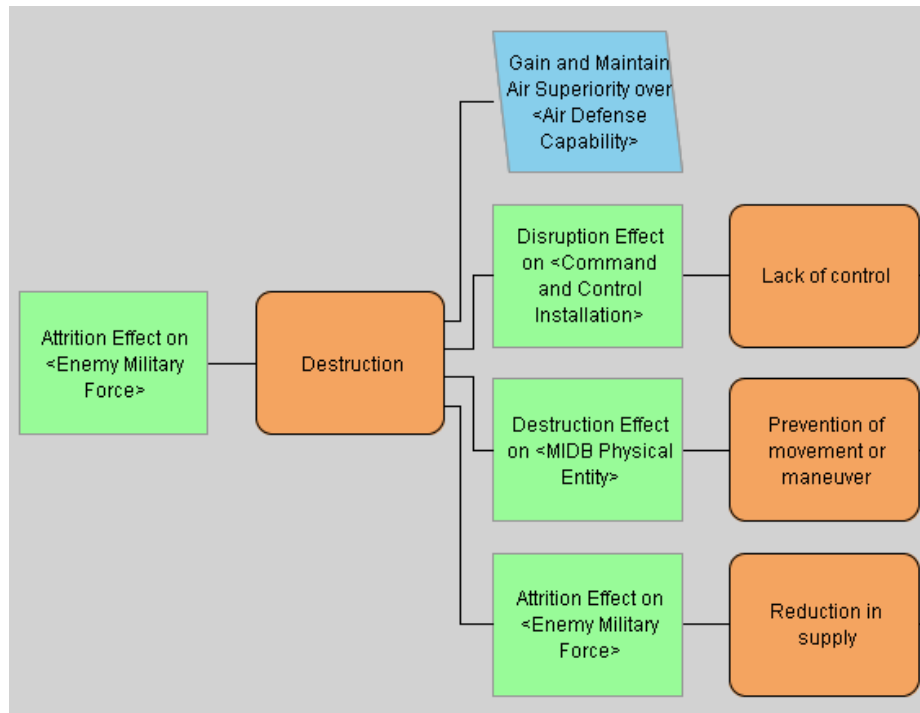 Gain and Maintain
Air Superiority over
<Air Defense
Capability>
Disruption Effect
on <Command
and Control
Installation>
Lack of control
Attrition Effect on
<Enemy Military
Force>
Destruction
Destruction Effect
on <MIDB Physical
Entity>
Prevention of
movement or
maneuver
Attrition Effect on
<Enemy Military
Force>
Reduction in
supply